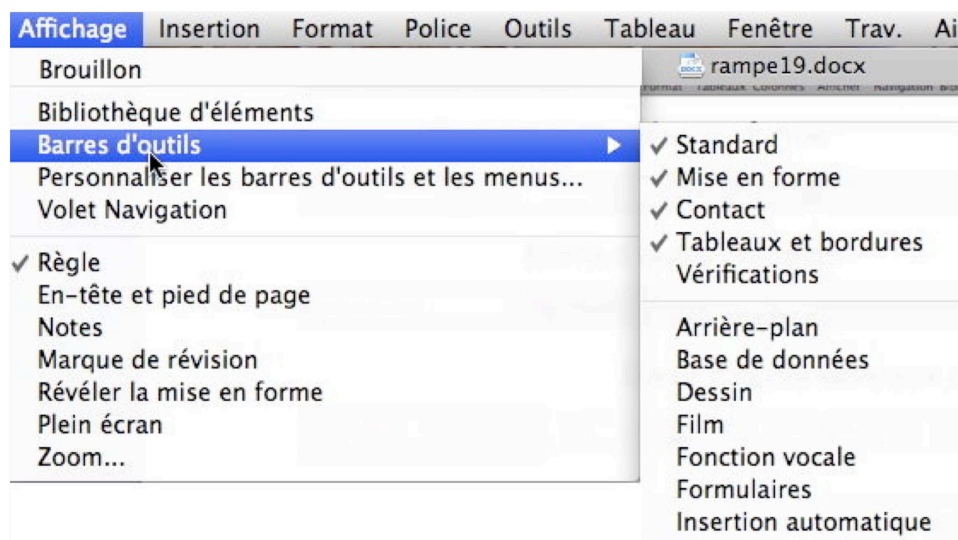 Affichage Insertion Format Police Outils Tableau Fenêtre Trav.
rampe19.docx
Brouillon
Bibliothèque d'éléments
Barres d'outils
Personnaliser les barres d'outils et les menus...
Volet Navigation
Règle
En-tête et pied de page
Notes
Marque de révision
Révéler la mise en forme
Plein écran
Zoom...
Standard
Mise en forme
Contact
Tableaux et bordures
Vérifications
Arrière-plan
Base de données
Dessin
Film
Fonction vocale
Formulaires
Insertion automatique